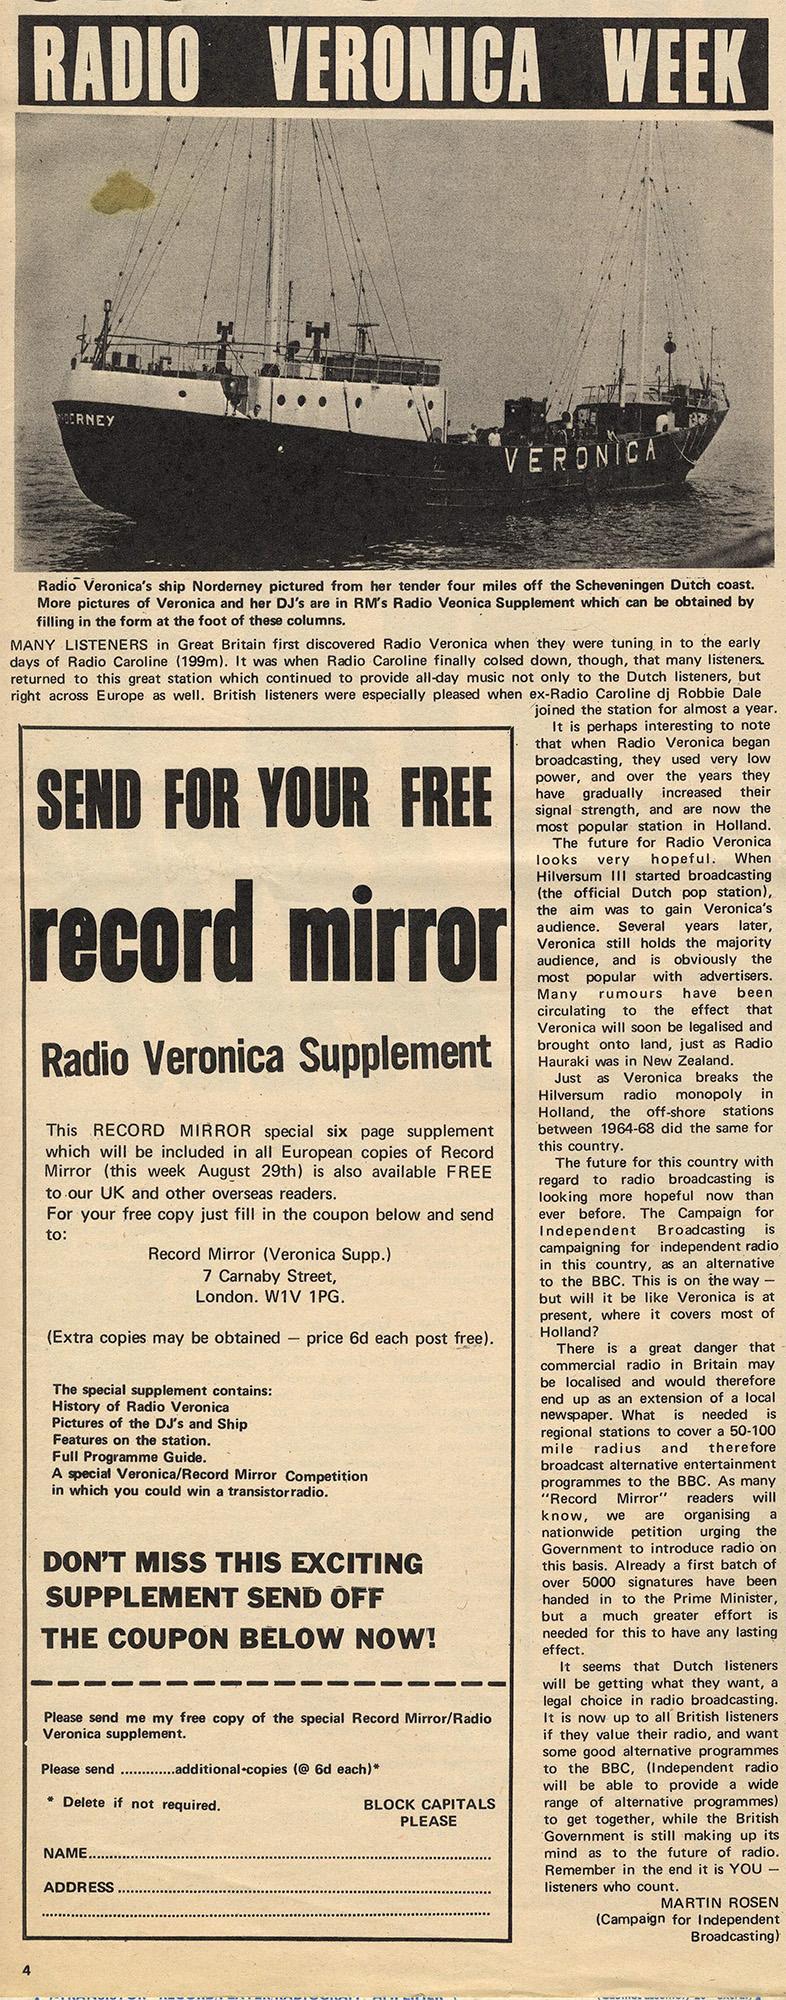 RADIO VERONICA WEEK
NORDERNEY
VERONICA
Radio Veronica's ship Norderney pictured from her tender four miles off the Scheveningen Dutch coast.
More pictures of Veronica and her DJ's are in RM's Radio Veonica Supplement which can be obtained by
filling in the form at the foot of these columns.
MANY LISTENERS in Great Britain first discovered Radio Veronica when they were tuning in to the early
days of Radio Caroline (199m). It was when Radio Caroline finally colsed down, though, that many listeners
returned to this great station which continued to provide all-day music not only to the Dutch listeners, but
right across Europe as well. British listeners were especially pleased when ex-Radio Caroline dj Robbie Dale
joined the station for almost a year.
It is perhaps interesting to note
that when Radio Veronica began
broadcasting, they used very low
power, and over the years they
have gradually increased their
signal strength, and are now the
most popular station in Holland.
The future for Radio Veronica
looks very hopeful. When
Hilversum III started broadcasting
(the official Dutch pop station),
the aim was to gain Veronica's
audience. Several years later,
Veronica still holds the majority
audience, and is obviously the
most popular with advertisers.
Many rumours have been
circulating to the effect that
Veronica will soon be legalised and
brought onto land, just as Radio
Hauraki was in New Zealand.
Just as Veronica breaks the
Hilversum radio monopoly in
Holland, the off-shore stations
between 1964-68 did the same for
this country.
The future for this country with
regard to radio broadcasting is
looking more hopeful now than
ever before. The Campaign for
Independent Broadcasting is
campaigning for independent radio
in this country, as an alternative
to the BBC. This is on the way —
but will it be like Veronica is at
present, where it covers most of
Holland?
There is a great danger that
commercial radio in Britain may
be localised and would therefore
end up as an extension of a local
newspaper. What is needed is
regional stations to cover a 50-100
mile radius and therefore
broadcast alternative entertainment
programmes to the BBC. As many
"Record Mirror" readers will
know, we are organising a
nationwide petition urging the
Government to introduce radio on
this basis. Already a first batch of
over 5000 signatures have been
handed in to the Prime Minister,
but a much greater effort is
needed for this to have any lasting
effect.
It seems that Dutch listeners
will be getting what they want, a
legal choice in radio broadcasting.
It is now up to all British listeners
if they value their radio, and want
some good alternative programmes
to the BBC, (Independent radio
will be able to provide a wide
range of alternative programmes)
to get together, while the British
Government is still making up its
mind as to the future of radio.
Remember in the end it is YOU —
listeners who count.
MARTIN ROSEN
(Campaign for Independent
Broadcasting)
SEND FOR YOUR FREE
record mirror
Radio Veronica Supplement
This RECORD MIRROR special six page supplement
which will be included in all European copies of Record
Mirror (this week August 29th) is also available FREE
to our UK and other overseas readers.
For your free copy just fill in the coupon below and send
to:
Record Mirror (Veronica Supp.)
7 Carnaby Street,
London. W1V 1PG.
(Extra copies may be obtained — price 6d each post free).
The special supplement contains:
History of Radio Veronica
Pictures of the DJ's and Ship
Features on the station.
Full Programme Guide.
A special Veronica/Record Mirror Competition
in which you could win a transistor radio.
DON'T MISS THIS EXCITING
SUPPLEMENT SEND OFF
THE COUPON BELOW NOW!
Please send me my free copy of the special Record Mirror/Radio
Veronica supplement.
Please send .............additional copies (@ 6d each)*
* Delete if not required.
BLOCK CAPITALS
PLEASE
NAME
ADDRESS
4